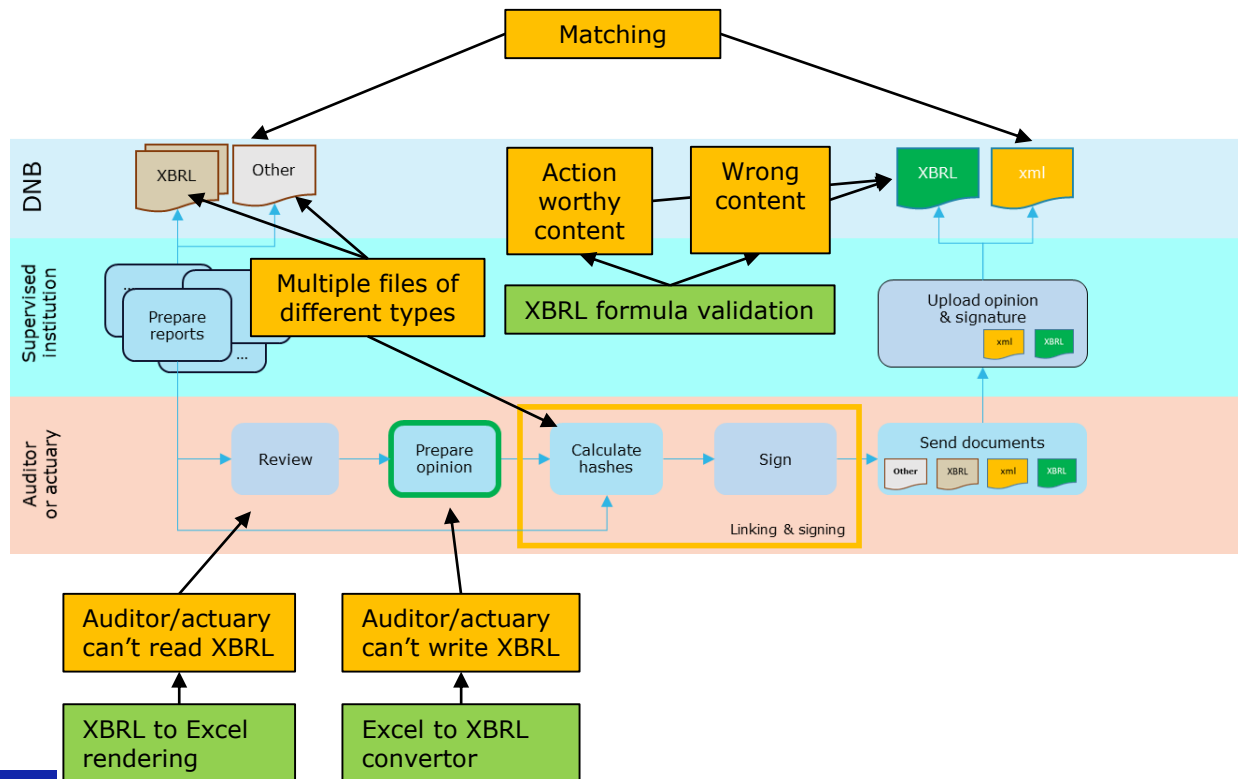 Matching
DNB
XBRL
Other
Action
worthy
content
Wrong
content
XBRL
xml
Supervised
institution
...
Prepare
reports
...
Multiple files of
different types
XBRL formula validation
Upload opinion
& signature
xml
XBRL
Auditor
or actuary
Review
Prepare
opinion
Calculate
hashes
Sign
Linking & signing
Send documents
Other
XBRL
xml
XBRL
Auditor/actuary
can't read XBRL
Auditor/actuary
can't write XBRL
XBRL to Excel
rendering
Excel to XBRL
convertor